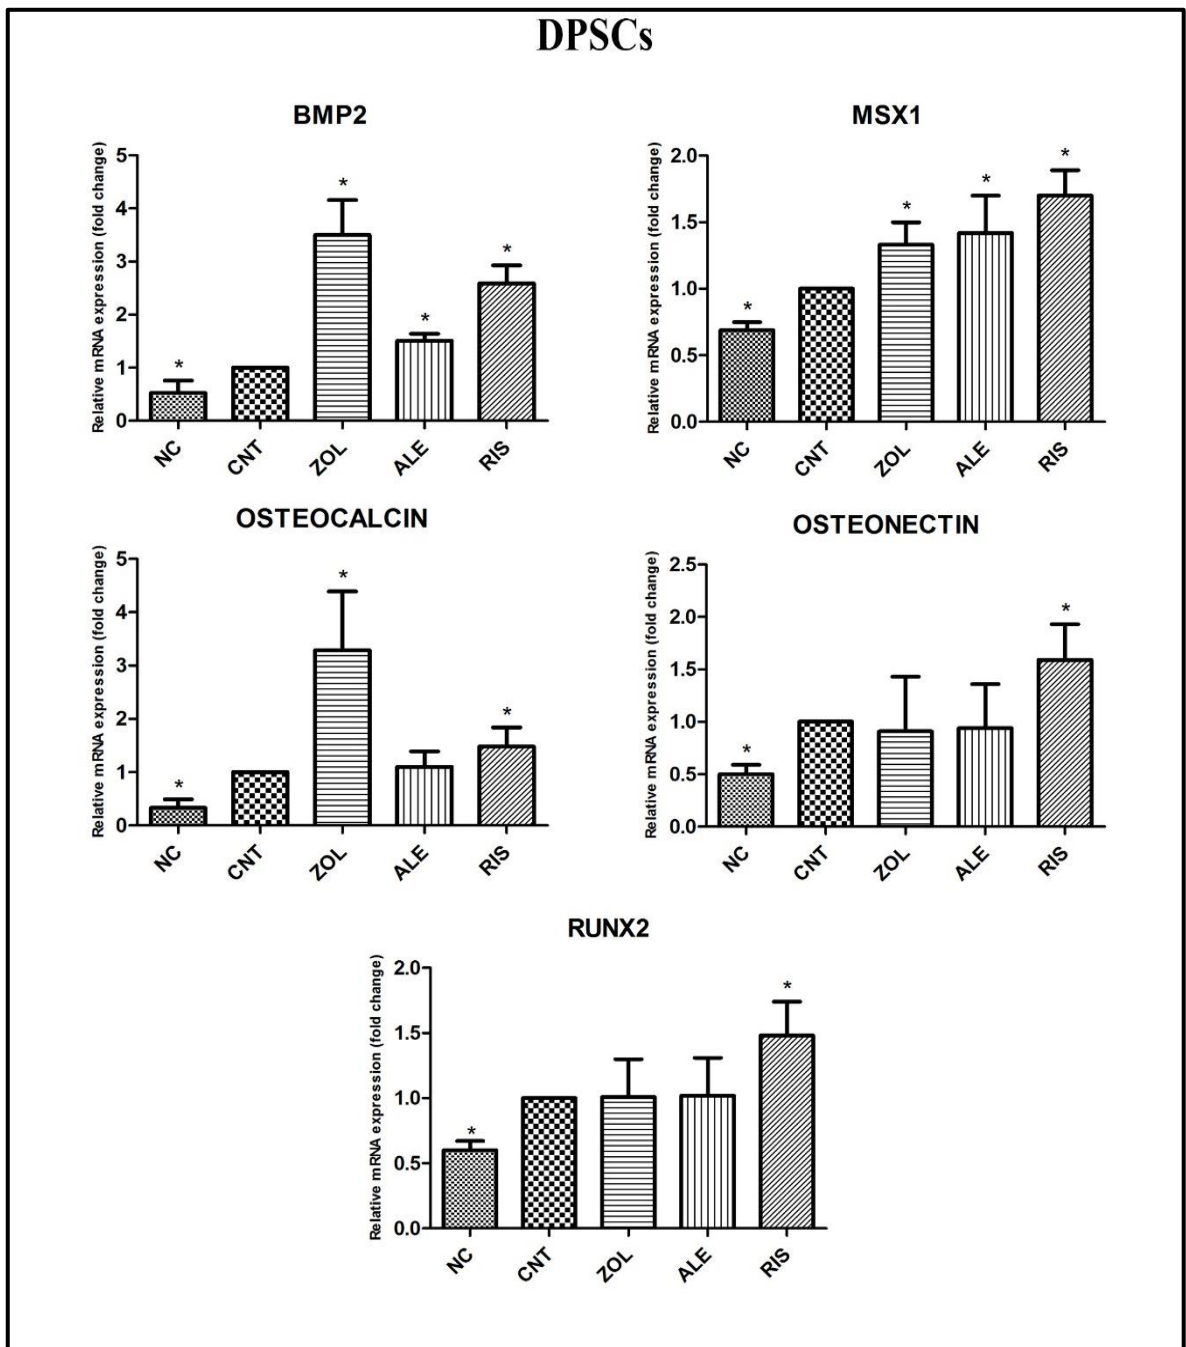 DPSCs
BMP2
Relative mRNA expression (fold change)
5
4
3
2
1
0
*
*
*
*
NC
CNT
ZOL
ALE
RIS
MSX1
Relative mRNA expression (fold change)
2.0
1.5
1.0
0.5
0.0
*
*
*
*
NC
CNT
ZOL
ALE
RIS
OSTEOCALCIN
Relative mRNA expression (fold change)
5
4
3
2
1
0
*
*
*
NC
CNT
ZOL
ALE
RIS
OSTEONECTIN
Relative mRNA expression (fold change)
2.5
2.0
1.5
1.0
0.5
0.0
*
*
NC
CNT
ZOL
ALE
RIS
RUNX2
Relative mRNA expression (fold change)
2.0
1.5
1.0
0.5
0.0
*
*
NC
CNT
ZOL
ALE
RIS